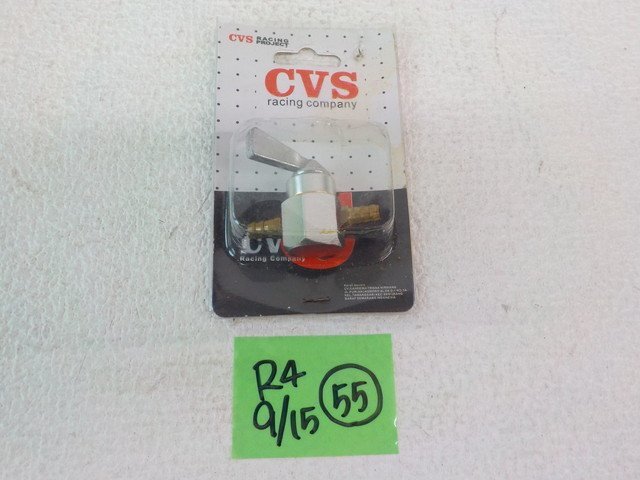 CVS RACING
PROJECT
CVS
racing company
CVS
Racing Company
R4
9/15 55